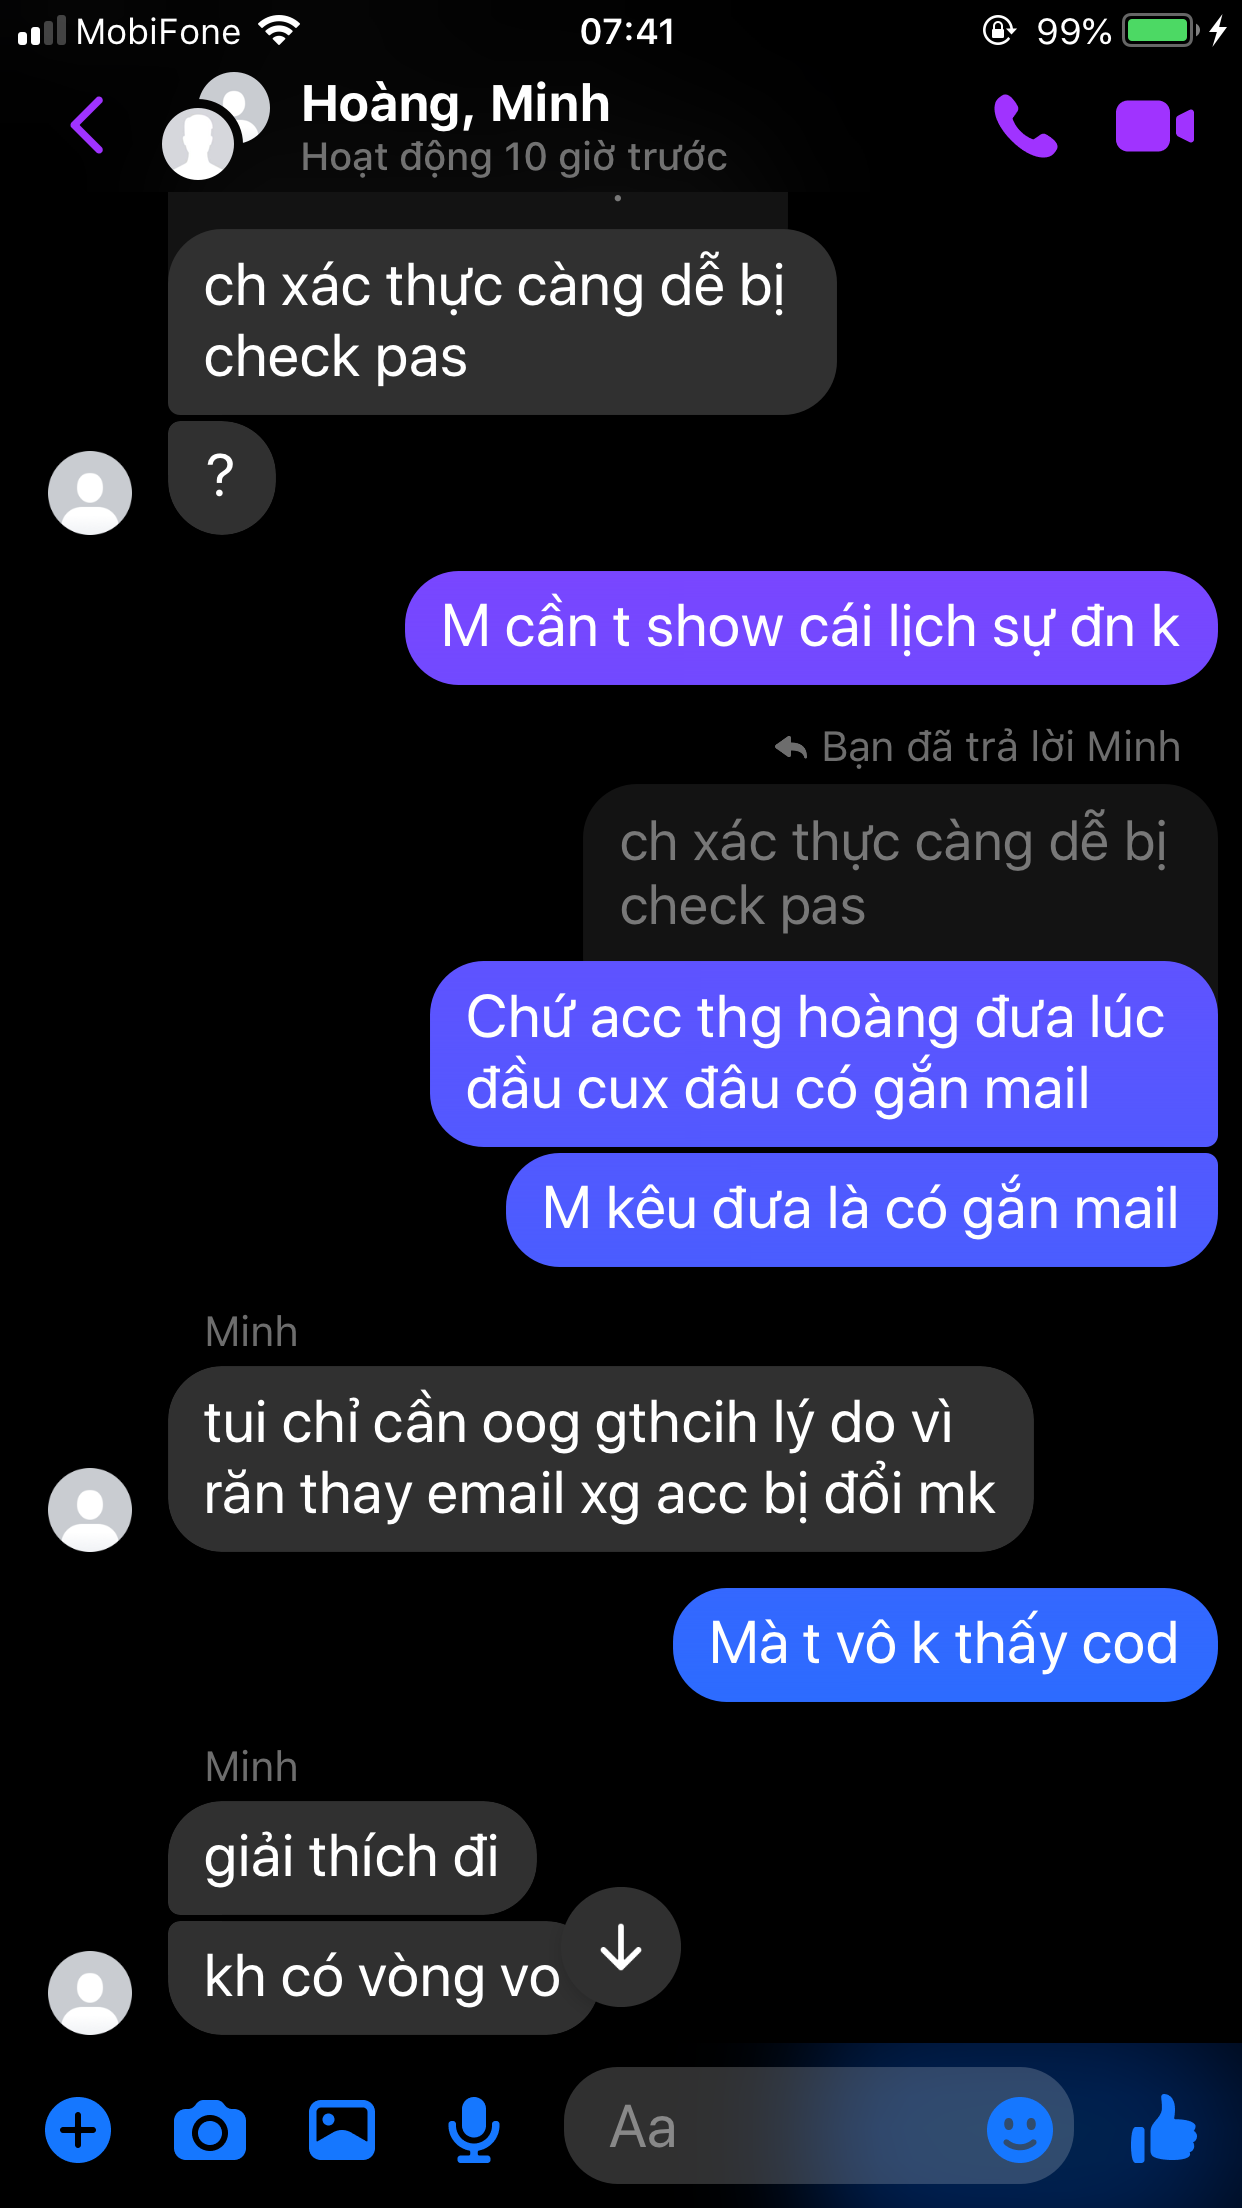 MobiFone 07:41 99%
Hoàng, Minh
Hoạt động 10 giờ trước
ch xác thực càng dễ bị
check pas
?
M cần t show cái lịch sự đn k
Bạn đã trả lời Minh
ch xác thực càng dễ bị
check pas
Chứ acc thg hoàng đưa lúc
đầu cux đâu có gắn mail
M kêu đưa là có gắn mail
Minh
tui chỉ cần oog gthcih lý do vì
răn thay email xg acc bị đổi mk
Mà t vô k thấy cod
Minh
giải thích đi
kh có vòng vo
Aa